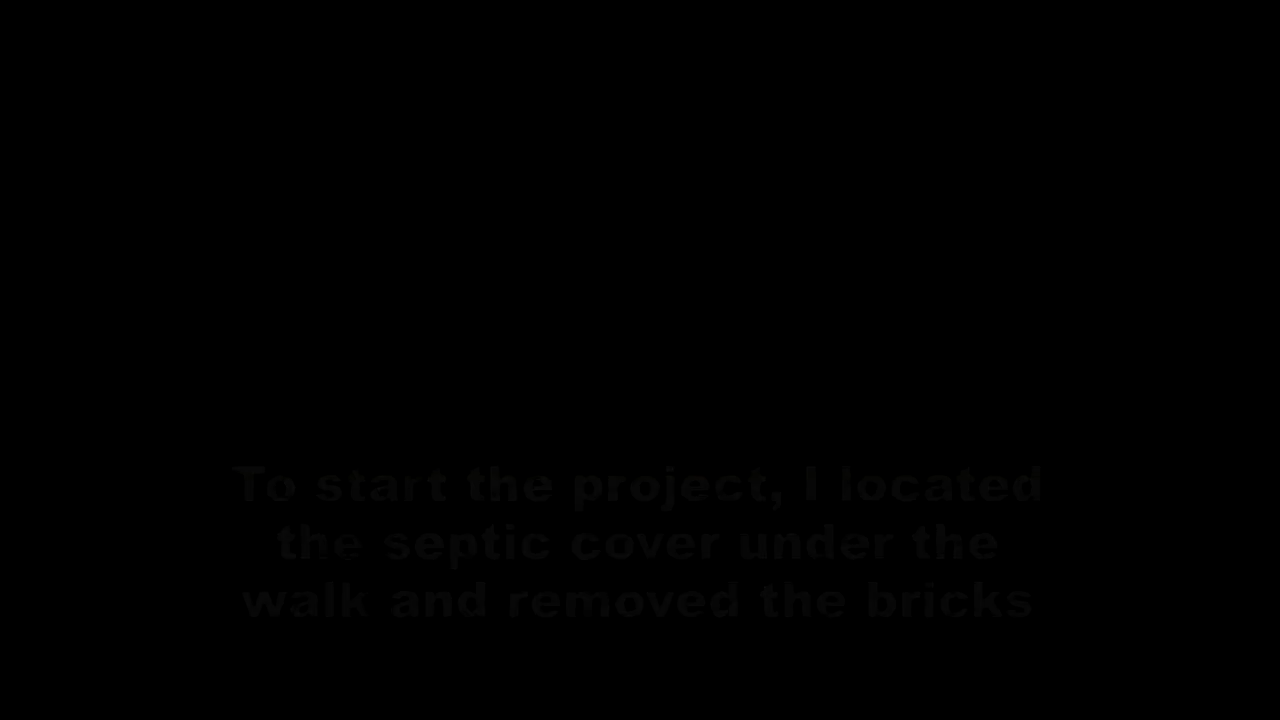 To start the project, I located
the septic cover under the
walk and removed the bricks